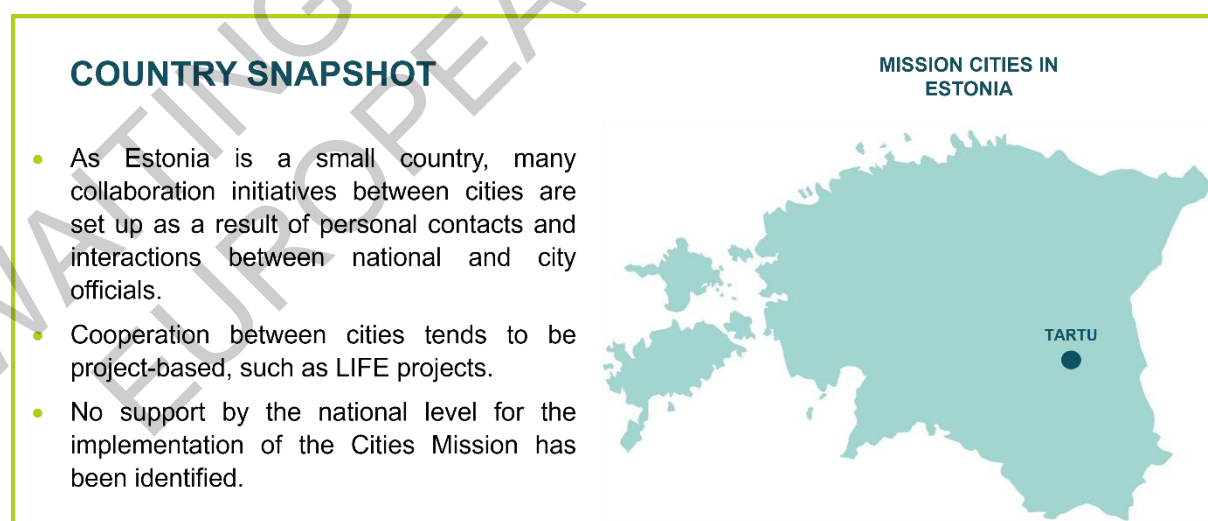 COUNTRY SNAPSHOT
• As Estonia is a small country, many
collaboration initiatives between cities are
set up as a result of personal contacts and
interactions between national and city
officials.
• Cooperation between cities tends to be
project-based, such as LIFE projects.
• No support by the national level for the
implementation of the Cities Mission has
been identified.
MISSION CITIES IN
ESTONIA
TARTU